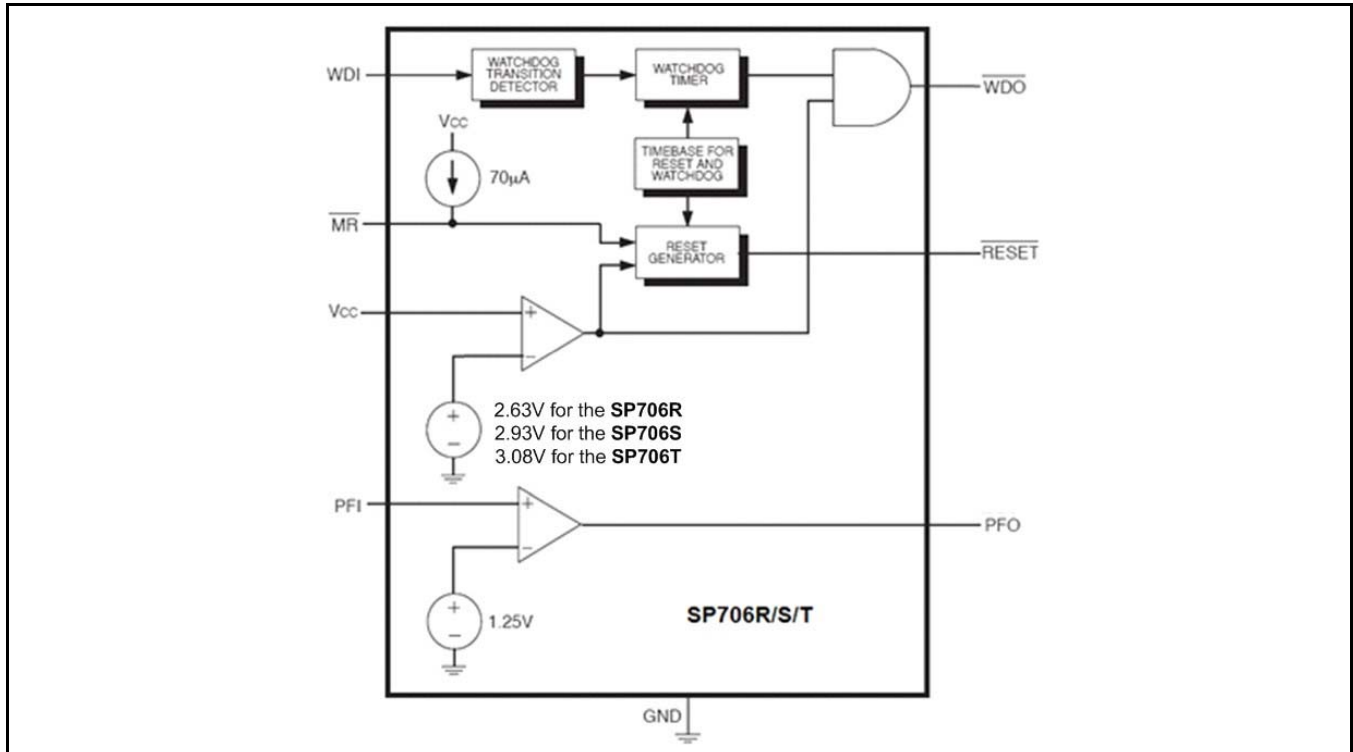 WDI
WATCHDOG
TRANSITION
DETECTOR
WATCHDOG
TIMER
WDO
VCC
70µA
TIMEBASE FOR
RESET AND
WATCHDOG
MR
RESET
GENERATOR
RESET
VCC
+
−
+
−
2.63V for the SP706R
2.93V for the SP706S
3.08V for the SP706T
PFI
+
−
PFO
+
−
1.25V
SP706R/S/T
GND